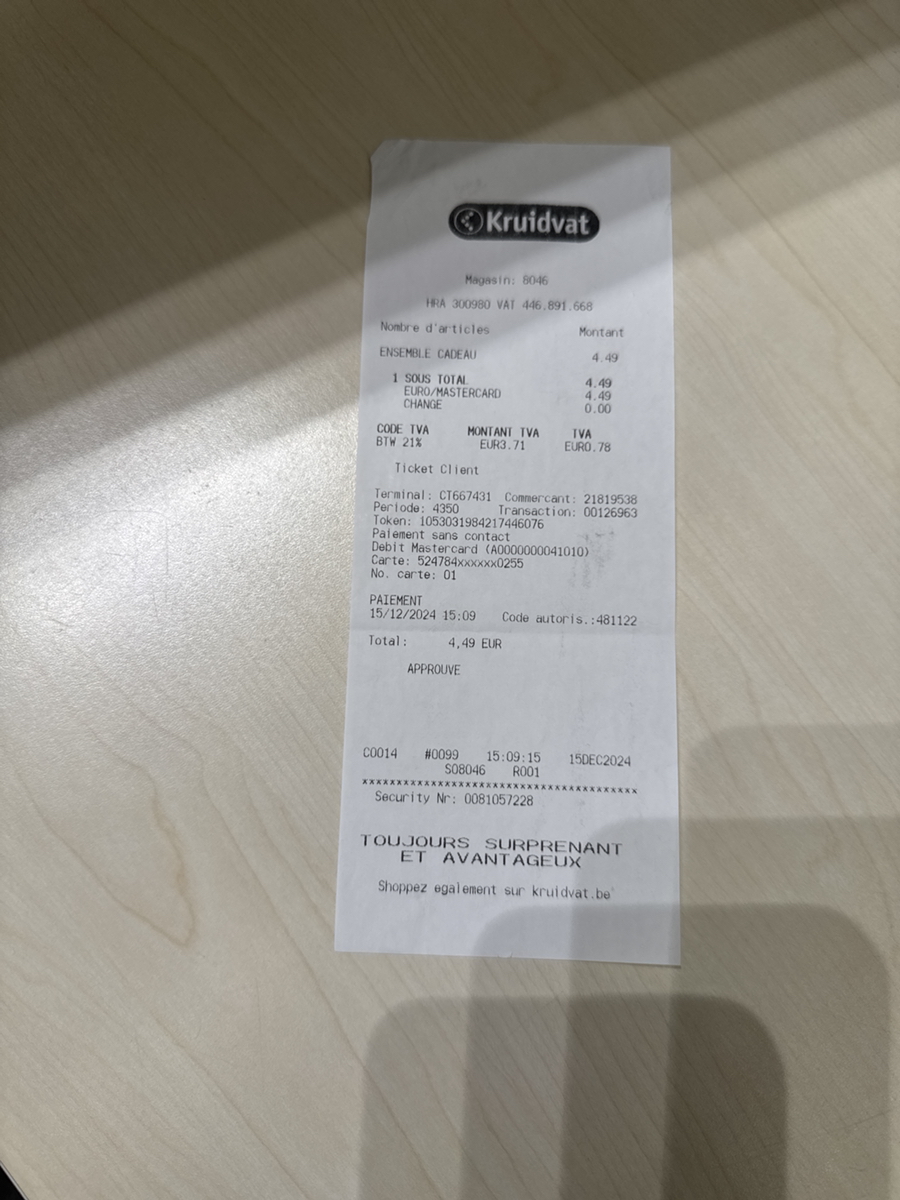 Kruidvat
Magasin: 8046
HRA 300980 VAT 446.891.668
Nombre d'articles Montant
ENSEMBLE CADEAU 4.49
1 SOUS TOTAL 4.49
EURO/MASTERCARD 4.49
CHANGE 0.00
CODE TVA MONTANT TVA TVA
BTW 21% EUR3.71 EUR0.78
Ticket Client
Terminal: CT667431 Commercant: 21819538
Periode: 4350 Transaction: 00126963
Token: 1053031984217446076
Paiement sans contact
Debit Mastercard (A0000000041010)
Carte: 524784xxxxxx0255
No. carte: 01
PAIEMENT
15/12/2024 15:09 Code autoris.:481122
Total: 4,49 EUR
APPROUVE
C0014 #0099 15:09:15 15DEC2024
S08046 R001
xxxxxxxxxxxxxxxxxxxxxxxxxxxxxxxxxxxxxxxx
Security Nr: 0081057228
TOUJOURS SURPRENANT
ET AVANTAGEUX
Shoppez egalement sur kruidvat.be